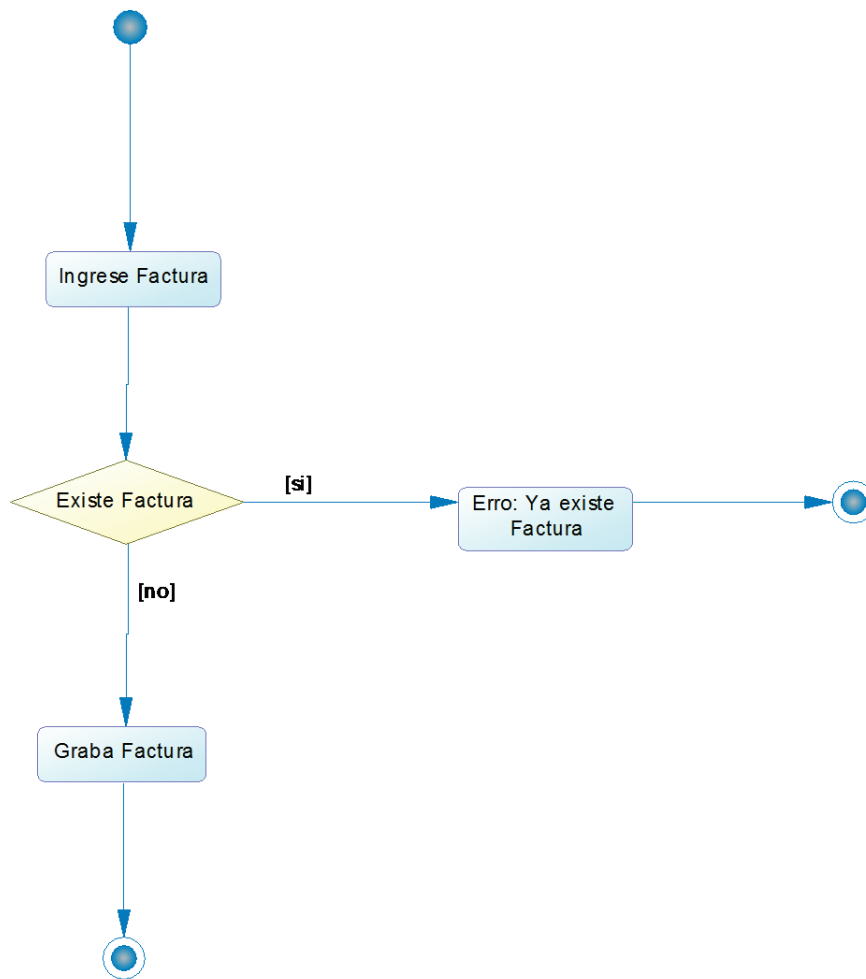 Ingrese Factura
Existe Factura
[si]
Erro: Ya existe
Factura
[no]
Graba Factura